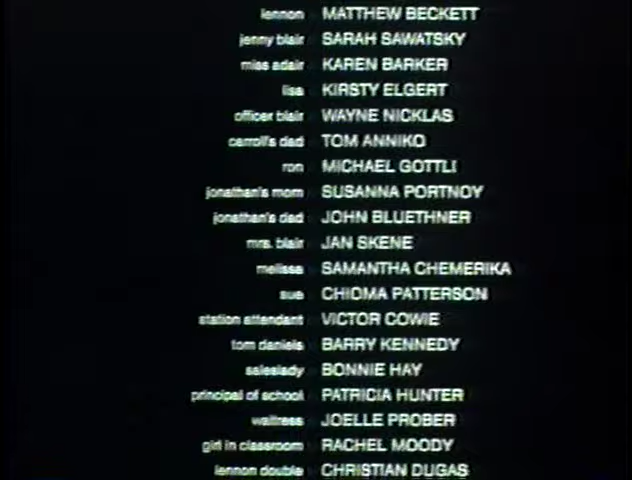 lennon MATTHEW BECKETT
jenny blair SARAH SAWATSKY
miss adair KAREN BARKER
lisa KIRSTY ELGERT
officer blair WAYNE NICKLAS
carroll's dad TOM ANNIKO
ron MICHAEL GOTTLI
jonathan's mom SUSANNA PORTNOY
jonathan's dad JOHN BLUETHNER
mrs. blair JAN SKENE
melissa SAMANTHA CHEMERIKA
sue CHIOMA PATTERSON
station attendant VICTOR COWIE
tom daniels BARRY KENNEDY
saleslady BONNIE HAY
principal of school PATRICIA HUNTER
waitress JOELLE PROBER
girl in classroom RACHEL MOODY
lennon double CHRISTIAN DUGAS